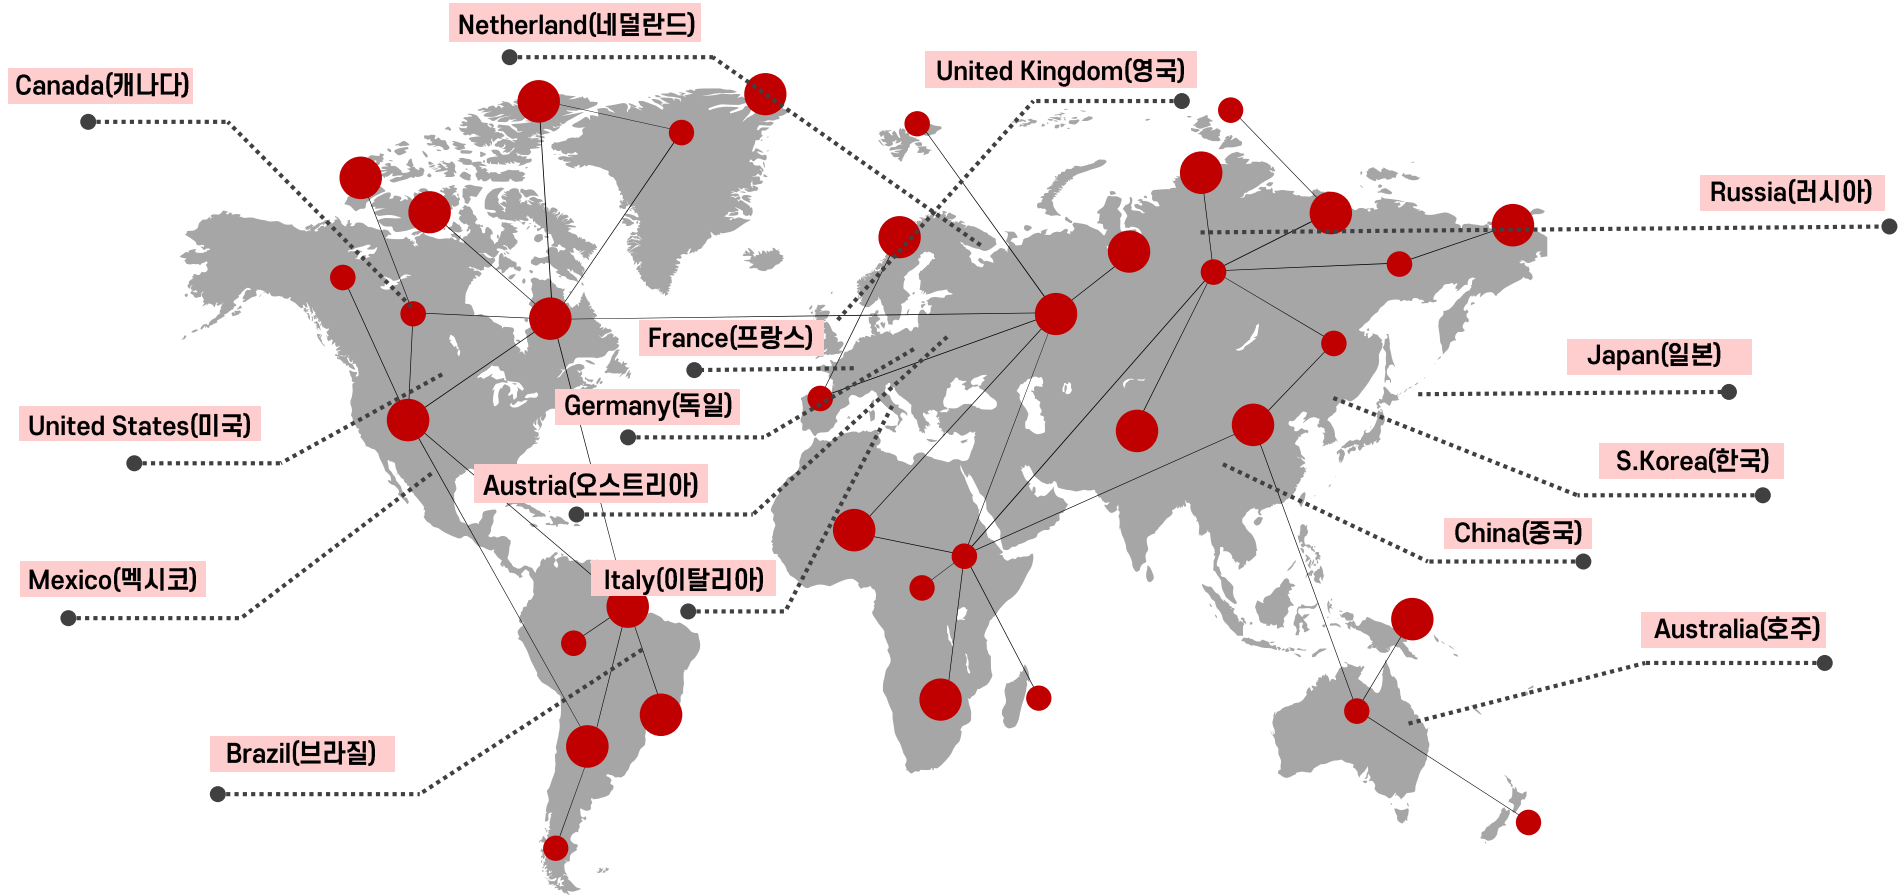 Netherland(네덜란드)
United Kingdom(영국)
Canada(캐나다)
Russia(러시아)
France(프랑스)
Japan(일본)
Germany(독일)
United States(미국)
S.Korea(한국)
Austria(오스트리아)
China(중국)
Mexico(멕시코)
Italy(이탈리아)
Australia(호주)
Brazil(브라질)